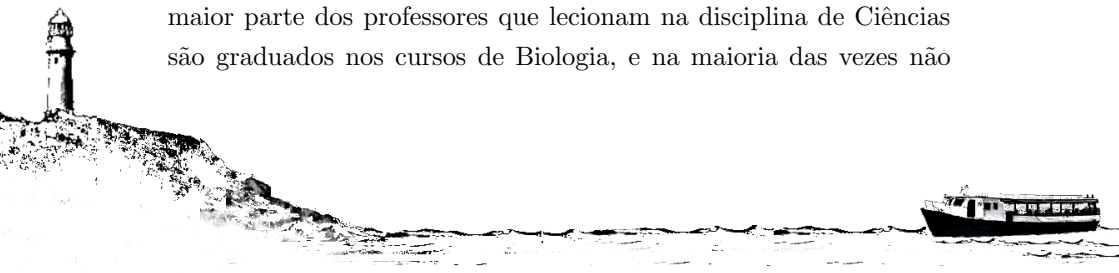 maior parte dos professores que lecionam na disciplina de Ciências
são graduados nos cursos de Biologia, e na maioria das vezes não